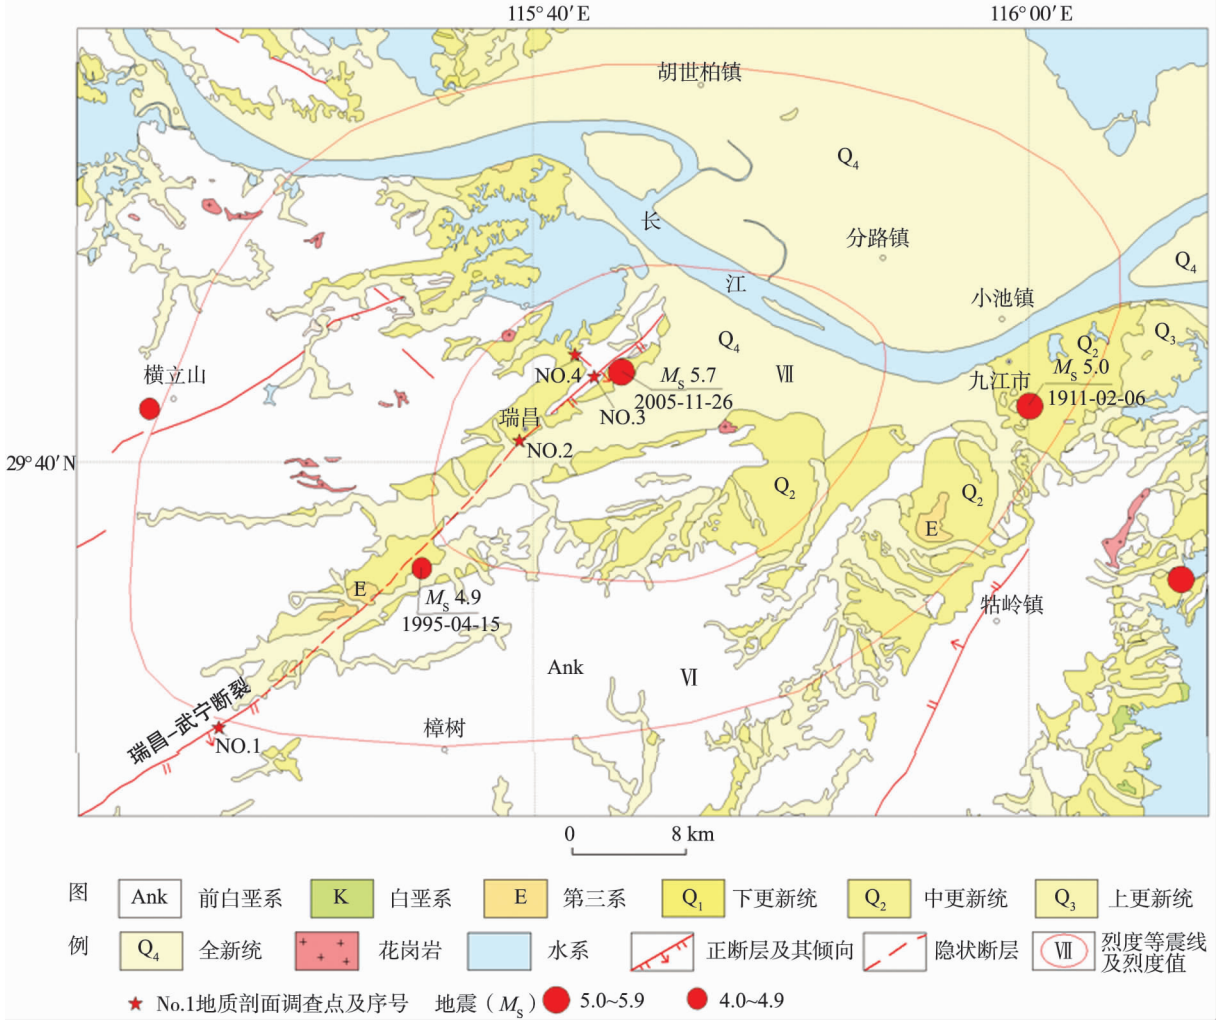 115°40′E
116°00′E
胡世柏镇
Q4
长
分路镇
Q4
江
小池镇
Q4
Q2
Q3
横立山
NO.4
MS 5.7
2005-11-26
Ⅶ
九江市
MS 5.0
1911-02-06
NO.3
瑞昌
NO.2
29°40′N
Q2
Q2
E
E
MS 4.9
1995-04-15
牯岭镇
Ank
Ⅵ
瑞昌-武宁断裂
NO.1
樟树
0 8 km
图
例
Ank 前白垩系 K 白垩系 E 第三系 Q1 下更新统 Q2 中更新统 Q3 上更新统
Q4 全新统 花岗岩 水系 正断层及其倾向 隐状断层 Ⅶ 烈度等震线
及烈度值
No.1地质剖面调查点及序号 地震（MS） 5.0~5.9 4.0~4.9